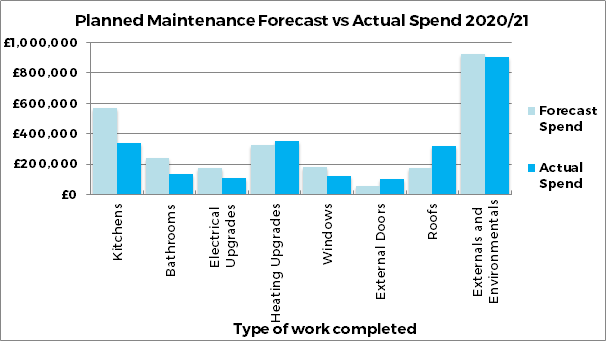 Planned Maintenance Forecast vs Actual Spend 2020/21
£1,000,000
£800,000
£600,000
£400,000
£200,000
£0
Kitchens
Bathrooms
Electrical
Upgrades
Heating Upgrades
Windows
External Doors
Roofs
Externals and
Environmentals
Forecast
Spend
Actual
Spend
Type of work completed